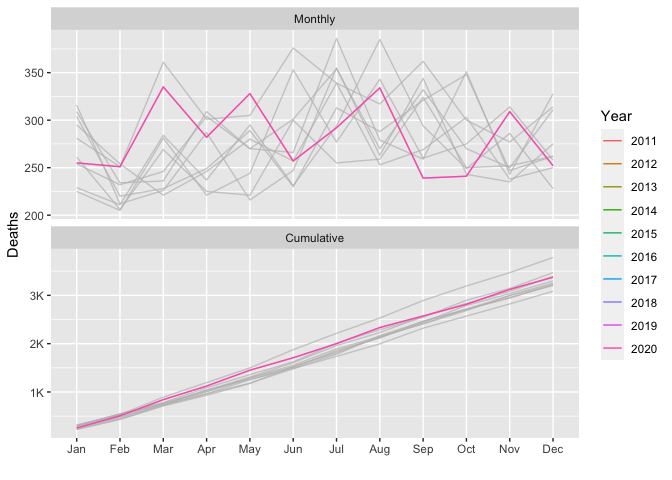 Monthly
350
300
250
200
Deaths
Cumulative
3K
2K
1K
Jan Feb Mar Apr May Jun Jul Aug Sep Oct Nov Dec
Year
2011
2012
2013
2014
2015
2016
2017
2018
2019
2020